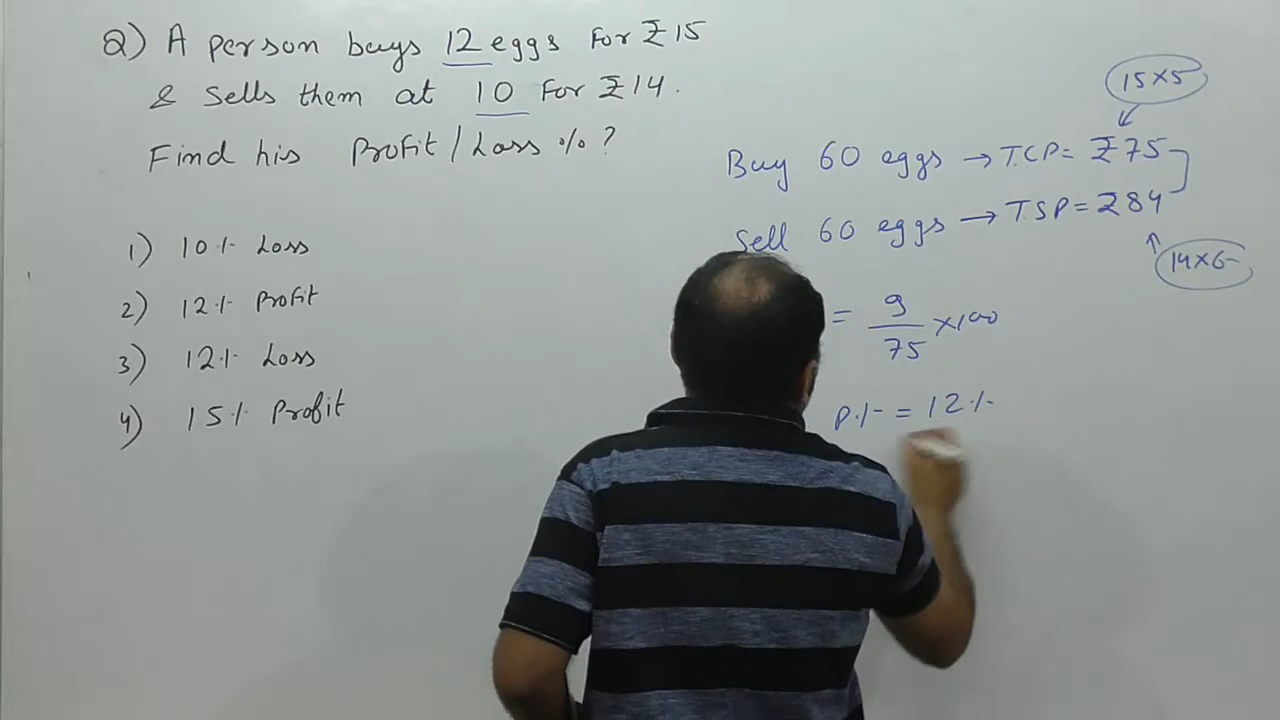 Q) A person buys 12 eggs for ₹15
& sells them at 10 for ₹14.
Find his Profit/Loss %?
1) 10% Loss
2) 12% Profit
3) 12% Loss
4) 15% Profit
15×5
Buy 60 eggs → T.C.P = ₹75
Sell 60 eggs → T.S.P = ₹84
14×6
= 9/75 ×100
P% = 12%